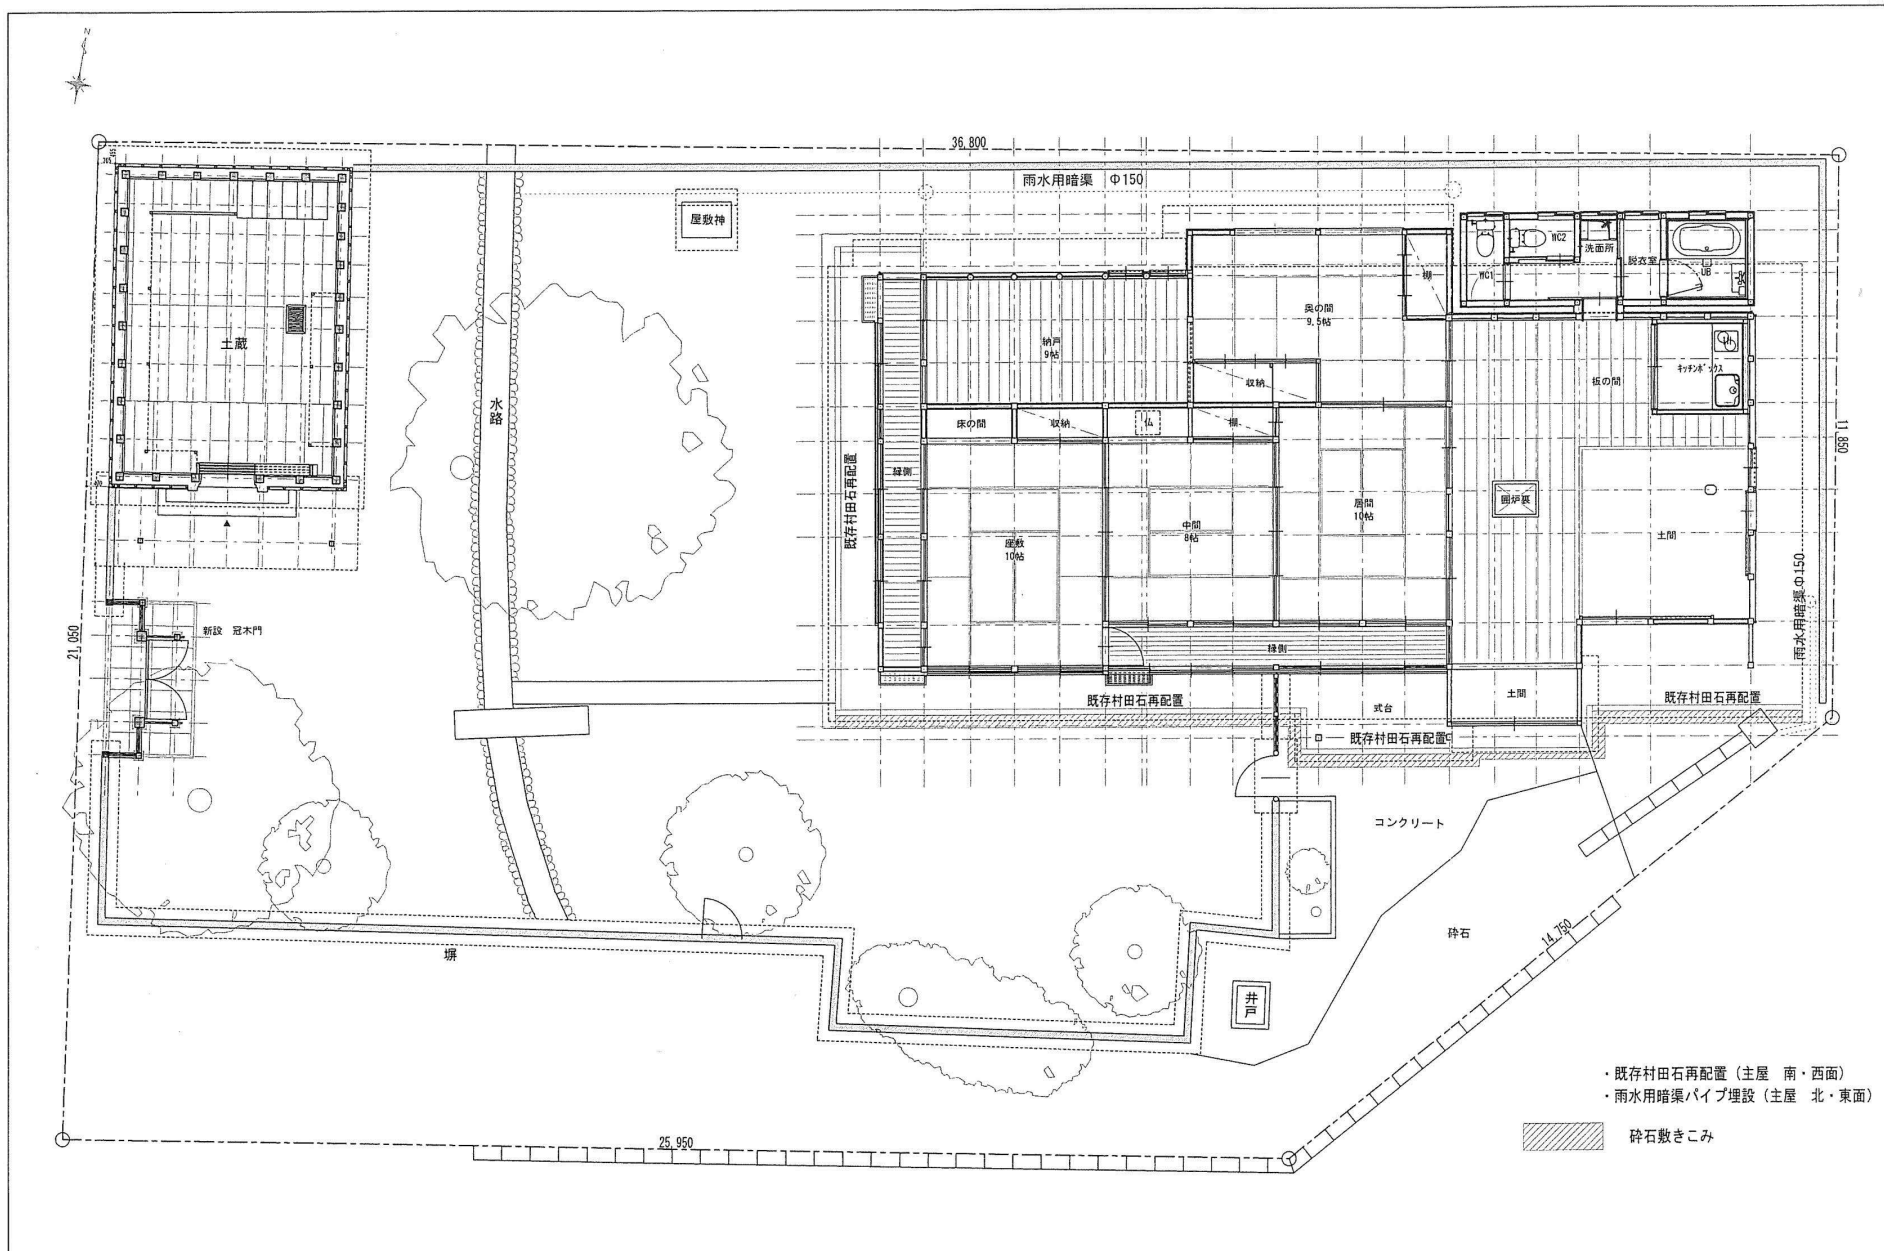 N
36,800
705
455
雨水用暗渠 Φ150
屋敷神
WC1
WC2
洗面所
脱衣室
UB
棚
奥の間
9.5帖
納戸
9帖
土蔵
収納
板の間
キッチンボックス
水路
床の間
収納
仏
棚
11,850
既存村田石再配置
縁側
居間
10帖
囲炉裏
中間
8帖
座敷
10帖
土間
雨水用暗渠Φ150
新設 冠木門
21,050
縁側
既存村田石再配置
式台
土間
既存村田石再配置
既存村田石再配置
コンクリート
砕石
14,750
塀
井戸
25,950
・既存村田石再配置（主屋 南・西面）
・雨水用暗渠パイプ埋設（主屋 北・東面）
砕石敷きこみ